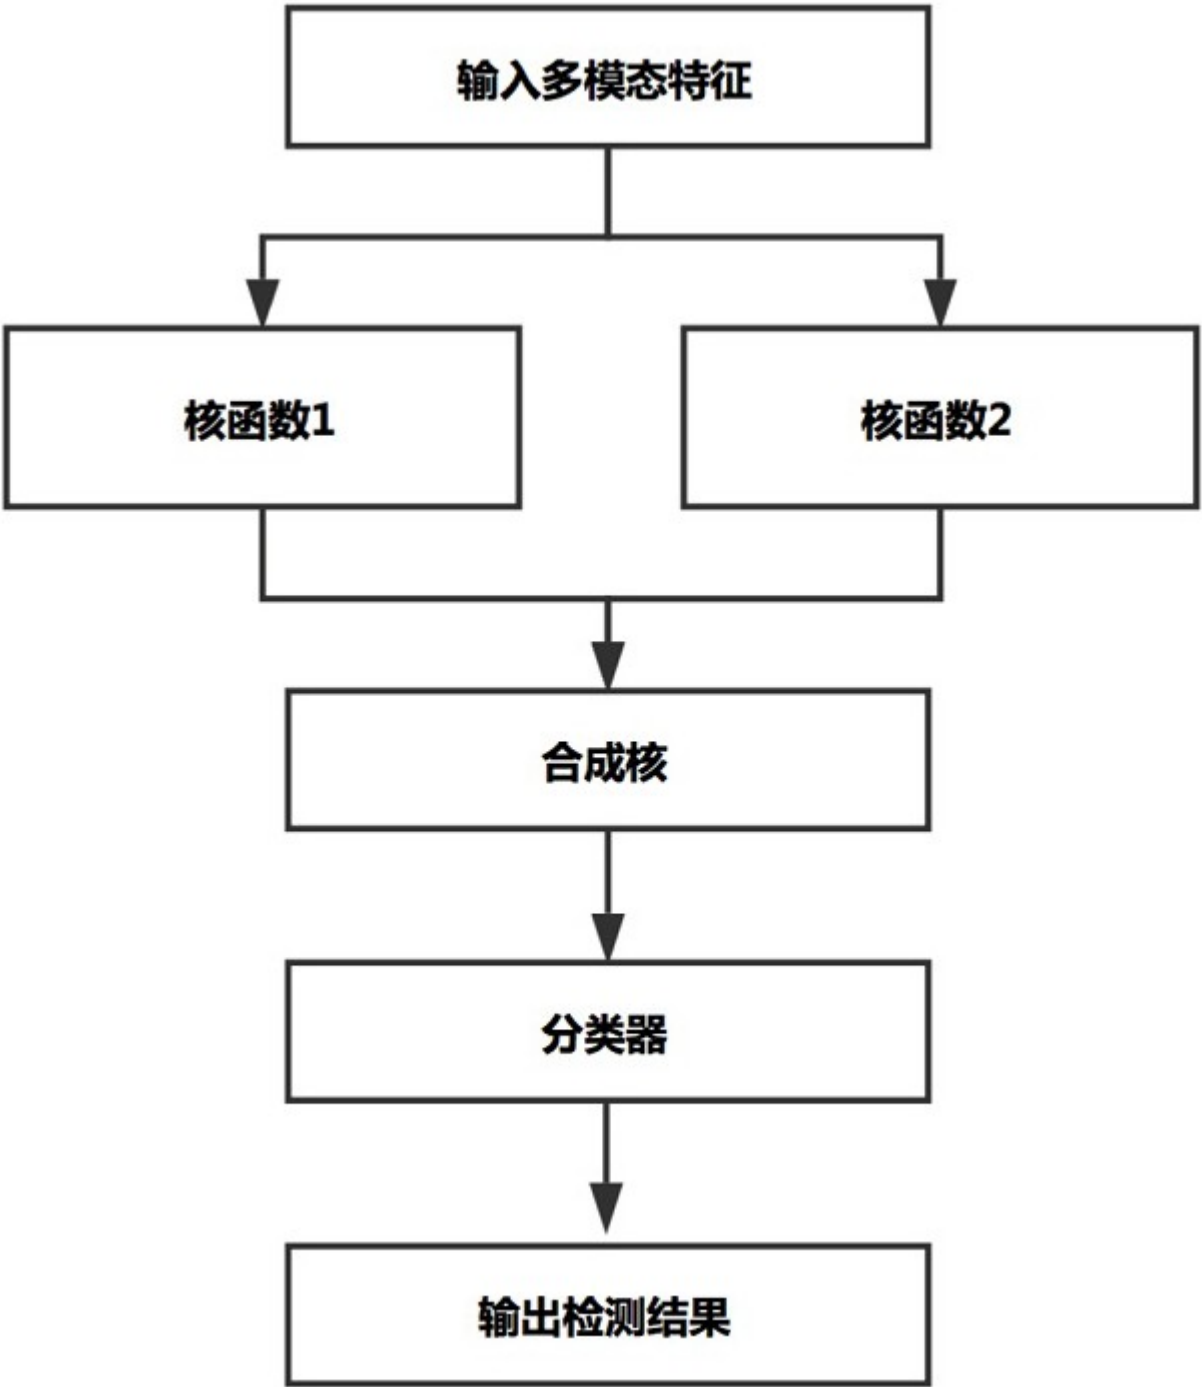 输入多模态特征
核函数1
核函数2
合成核
分类器
输出检测结果